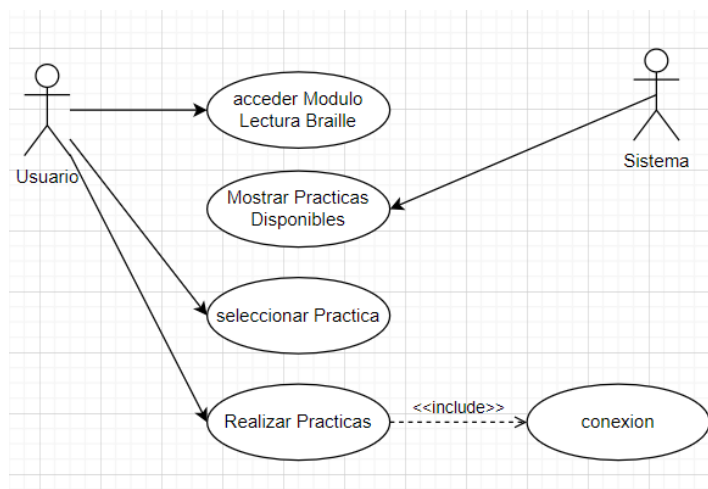 acceder Modulo
Lectura Braille
Usuario
Sistema
Mostrar Practicas
Disponibles
seleccionar Practica
Realizar Practicas
<<include>>
conexion